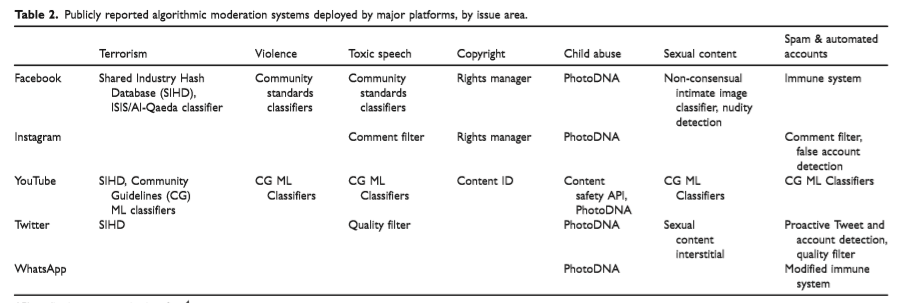 Table 2. Publicly reported algorithmic moderation systems deployed by major platforms, by issue area.
Spam & automated
Terrorism Violence Toxic speech Copyright Child abuse Sexual content accounts
Facebook Shared Industry Hash Community Community Rights manager PhotoDNA Non-consensual Immune system
Database (SIHD), standards standards intimate image
ISIS/Al-Qaeda classifier classifiers classifiers classifier, nudity
detection
Instagram Comment filter Rights manager PhotoDNA Comment filter,
false account
detection
YouTube SIHD, Community CG ML CG ML Content ID Content CG ML CG ML Classifiers
Guidelines (CG) Classifiers Classifiers safety API, Classifiers
ML classifiers PhotoDNA
Twitter SIHD Quality filter PhotoDNA Sexual Proactive Tweet and
content account detection,
interstitial quality filter
WhatsApp PhotoDNA Modified immune
system